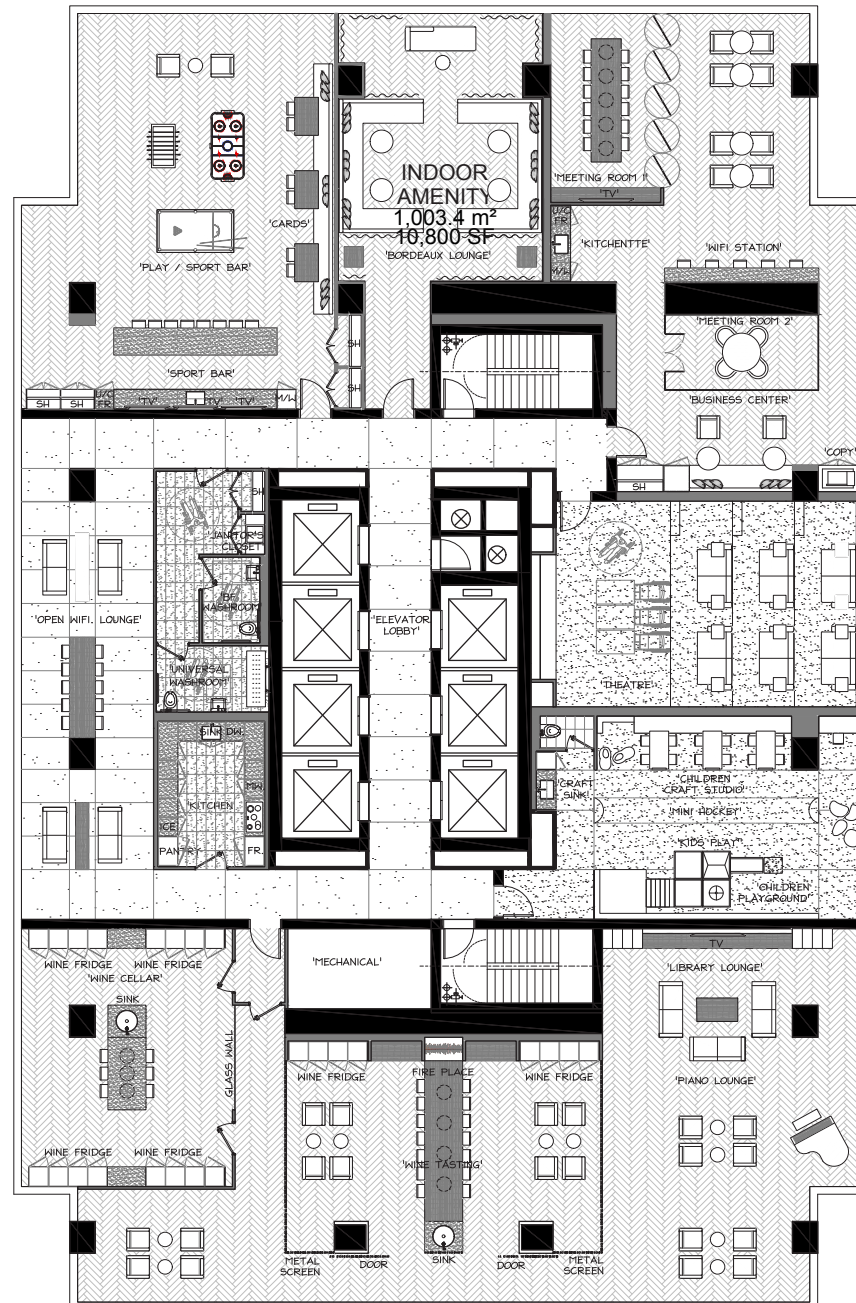 'MEETING ROOM 1'
'TV'
INDOOR
AMENITY
1,003.4 m²
10,800 SF
'BORDEAUX LOUNGE'
'CARDS'
'PLAY / SPORT BAR'
U/C
FR.
'KITCHENTTE'
M/W
'WIFI STATION'
'MEETING ROOM 2'
'SPORT BAR'
SH
SH
SH
SH
U/C
FR.
'TV'
'TV'
'TV'
M/W
'BUSINESS CENTER'
'COPY'
SH
SH
JANITOR'S
CLOSET
'BF.
WASHROOM'
'OPEN WIFI. LOUNGE'
'ELEVATOR
LOBBY'
'UNIVERSAL
WASHROOM'
'THEATRE'
SINK DW.
MW
'KITCHEN'
ICE
PANTRY
FR.
'CRAFT
SINK'
'CHILDREN
CRAFT STUDIO'
'MINI HOCKEY'
'KIDS PLAY'
'CHILDREN
PLAYGROUND'
WINE FRIDGE
WINE FRIDGE
'WINE CELLAR'
SINK
GLASS WALL
'MECHANICAL'
TV
'LIBRARY LOUNGE'
'PIANO LOUNGE'
WINE FRIDGE
FIRE PLACE
WINE FRIDGE
WINE FRIDGE
WINE FRIDGE
'WINE TASTING'
METAL
SCREEN
DOOR
SINK
DOOR
METAL
SCREEN